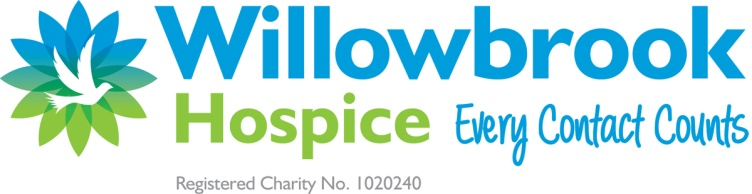 Willowbrook
Hospice Every Contact Counts
Registered Charity No. 1020240